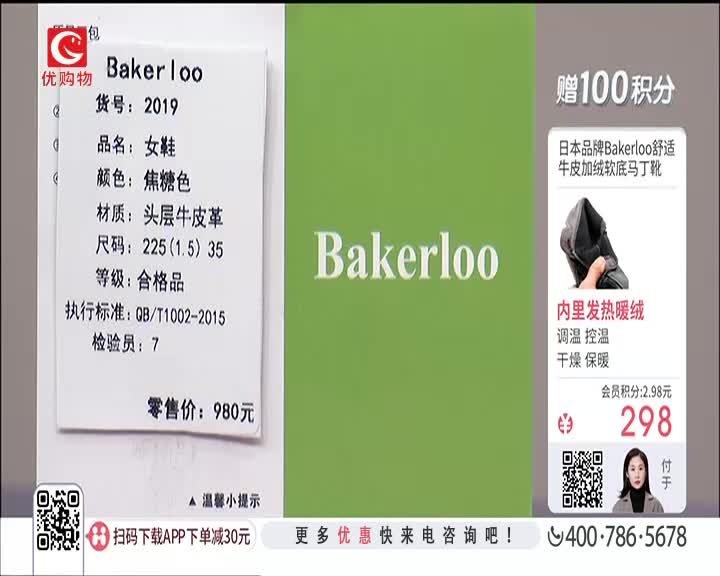 优购物
包
Bakerloo
货号：2019
品名：女鞋
颜色：焦糖色
材质：头层牛皮革
尺码：225(1.5) 35
等级：合格品
执行标准：QB/T1002-2015
检验员：7
零售价：980元
▲ 温馨小提示
Bakerloo
赠100积分
日本品牌Bakerloo舒适
牛皮加绒软底马丁靴
内里发热暖绒
调温 控温
干燥 保暖
会员积分:2.98元
298
付
于
扫码下载APP下单减30元
更多优惠快来电咨询吧！
400-786-5678